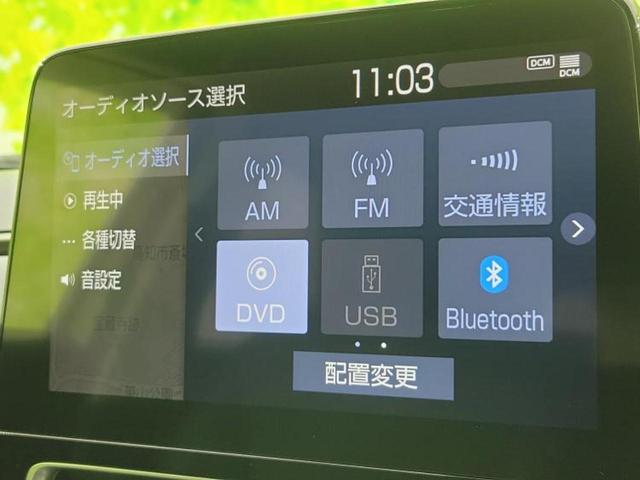 オーディオソース選択
11:03
DCM
DCM
オーディオ選択
再生中
各種切替
音設定
AM
FM
交通情報
DVD
USB
Bluetooth
配置変更